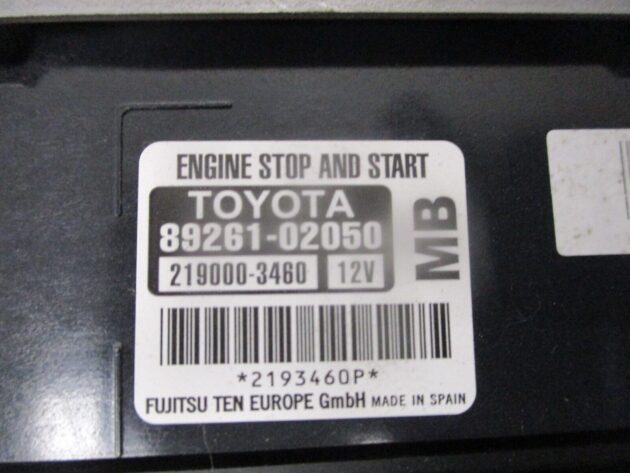 ENGINE STOP AND START
TOYOTA
89261-02050
219000-3460 12V
MB
*2193460P*
FUJITSU TEN EUROPE GmbH MADE IN SPAIN